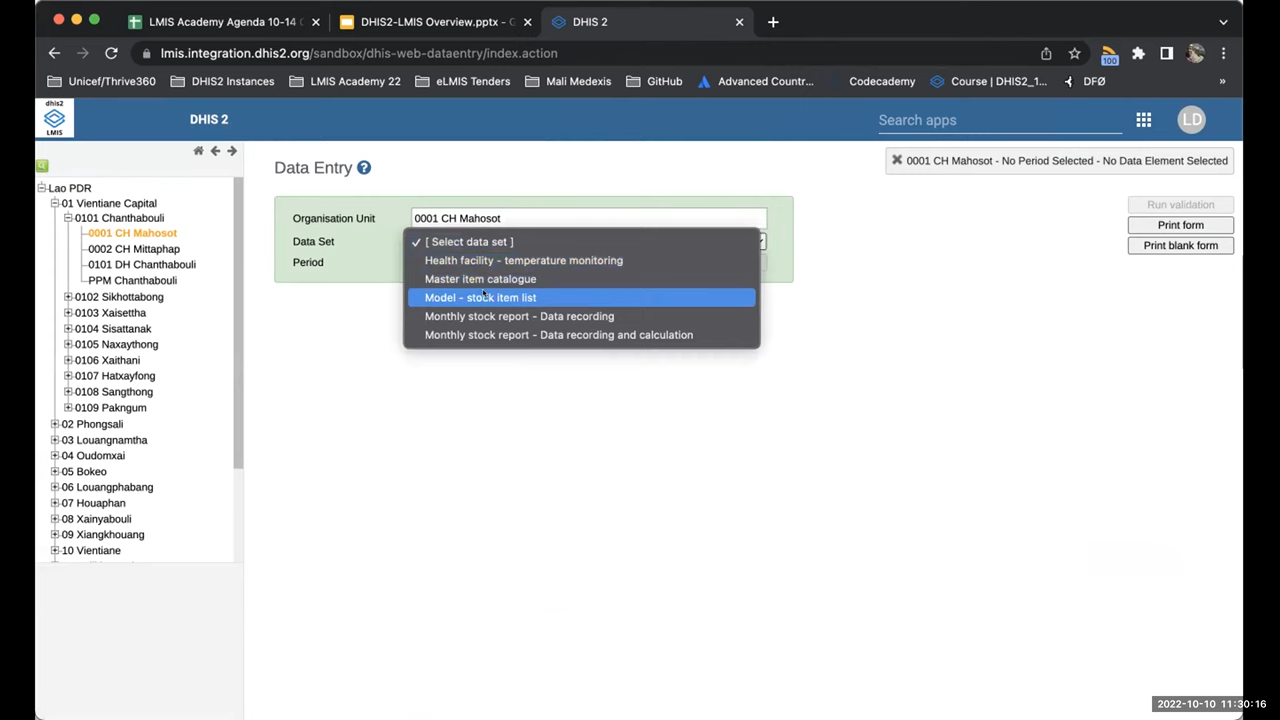 LMIS Academy Agenda 10-14 O
DHIS2-LMIS Overview.pptx - G
DHIS 2
lmis.integration.dhis2.org/sandbox/dhis-web-dataentry/index.action
100
Unicef/Thrive360
DHIS2 Instances
LMIS Academy 22
eLMIS Tenders
Mali Medexis
GitHub
Advanced Countr...
Codecademy
Course | DHIS2_1...
DFØ
»
dhis2
LMIS
DHIS 2
Search apps
LD
Data Entry
0001 CH Mahosot - No Period Selected - No Data Element Selected
Lao PDR
01 Vientiane Capital
0101 Chanthabouli
0001 CH Mahosot
0002 CH Mittaphap
0101 DH Chanthabouli
PPM Chanthabouli
0102 Sikhottabong
0103 Xaisettha
0104 Sisattanak
0105 Naxaythong
0106 Xaithani
0107 Hatxayfong
0108 Sangthong
0109 Pakngum
02 Phongsali
03 Louangnamtha
04 Oudomxai
05 Bokeo
06 Louangphabang
07 Houaphan
08 Xainyabouli
09 Xiangkhouang
10 Vientiane
Organisation Unit
0001 CH Mahosot
Data Set
Period
[ Select data set ]
Health facility - temperature monitoring
Master item catalogue
Model - stock item list
Monthly stock report - Data recording
Monthly stock report - Data recording and calculation
Run validation
Print form
Print blank form
2022-10-10 11:30:16